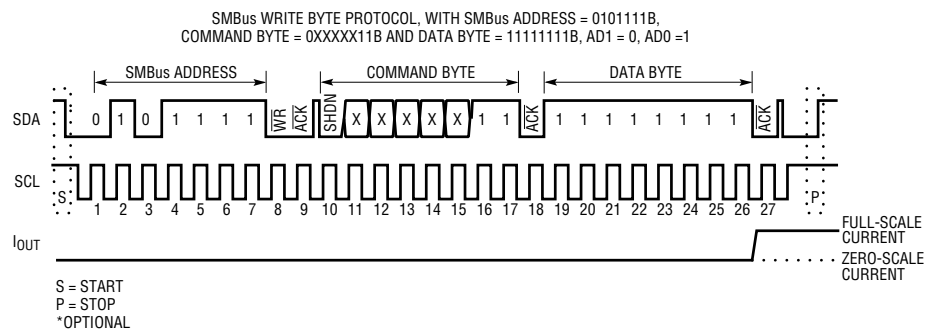 SMBus WRITE BYTE PROTOCOL, WITH SMBus ADDRESS = 0101111B,
COMMAND BYTE = 0XXXXX11B AND DATA BYTE = 11111111B, AD1 = 0, AD0 =1
SMBus ADDRESS COMMAND BYTE DATA BYTE
SDA 0 1 0 1 1 1 1 WR ACK SHDN X X X X X 1 1 ACK 1 1 1 1 1 1 1 1 ACK
SCL S P
1 2 3 4 5 6 7 8 9 10 11 12 13 14 15 16 17 18 19 20 21 22 23 24 25 26 27
IOUT
FULL-SCALE
CURRENT
ZERO-SCALE
CURRENT
S = START
P = STOP
*OPTIONAL